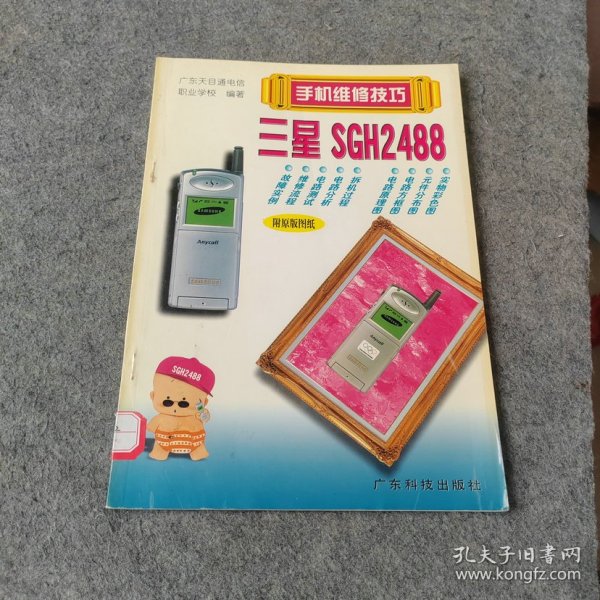 广东天目通电信
职业学校 编著
手机维修技巧
三星 SGH2488
故障实例
维修流程
电路测试
电路分析
拆机过程
电路原理图
电路方框图
元件分布图
实物彩色图
附原版图纸
SAMSUNG
Anycall
Anycall
SGH2488
广东科技出版社
孔夫子旧书网
www.kongfz.com